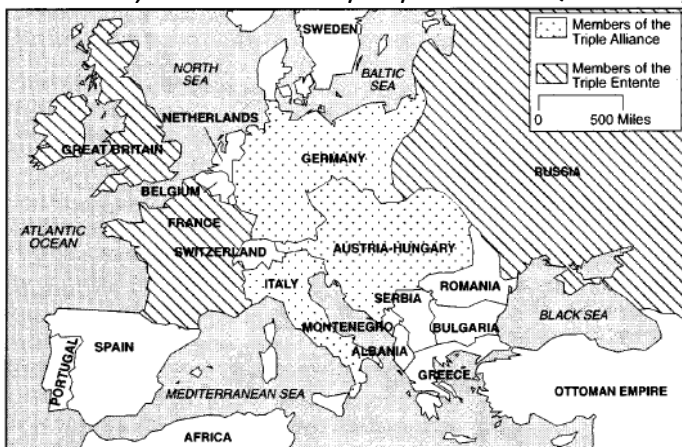 SWEDEN
Members of the
Triple Alliance
Members of the
Triple Entente
0 500 Miles
NORTH
SEA
BALTIC
SEA
NETHERLANDS
GREAT BRITAIN
GERMANY
RUSSIA
BELGIUM
ATLANTIC
OCEAN
FRANCE
SWITZERLAND
AUSTRIA-HUNGARY
ITALY
ROMANIA
SERBIA
BLACK SEA
MONTENEGRO
BULGARIA
ALBANIA
PORTUGAL
SPAIN
GREECE
MEDITERRANEAN SEA
OTTOMAN EMPIRE
AFRICA